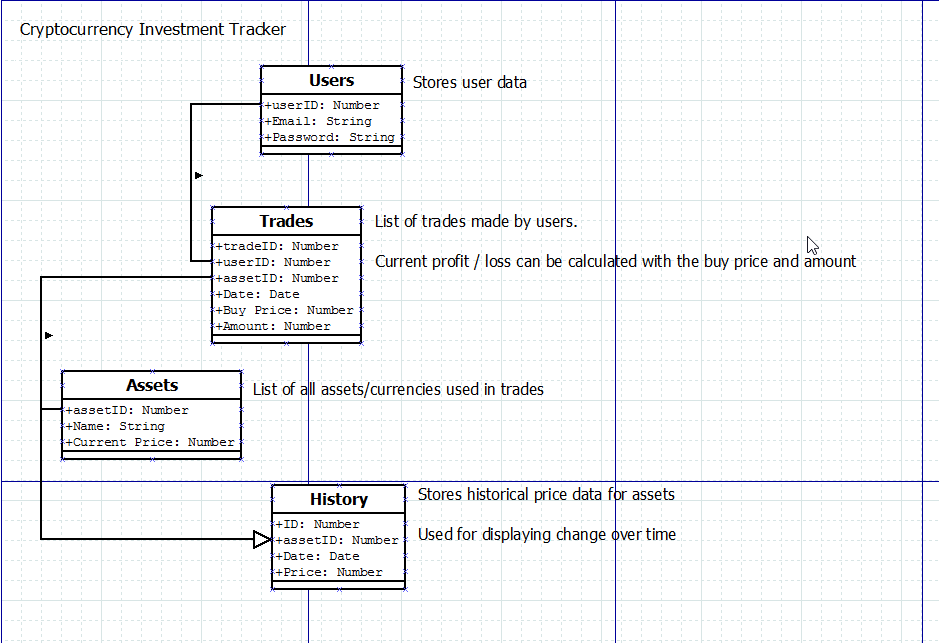 Cryptocurrency Investment Tracker
Users
Stores user data
+userID: Number
+Email: String
+Password: String
Trades
List of trades made by users.
+tradeID: Number
+userID: Number
Current profit / loss can be calculated with the buy price and amount
+assetID: Number
+Date: Date
+Buy Price: Number
+Amount: Number
Assets
List of all assets/currencies used in trades
+assetID: Number
+Name: String
+Current Price: Number
History
Stores historical price data for assets
+ID: Number
+assetID: Number
Used for displaying change over time
+Date: Date
+Price: Number